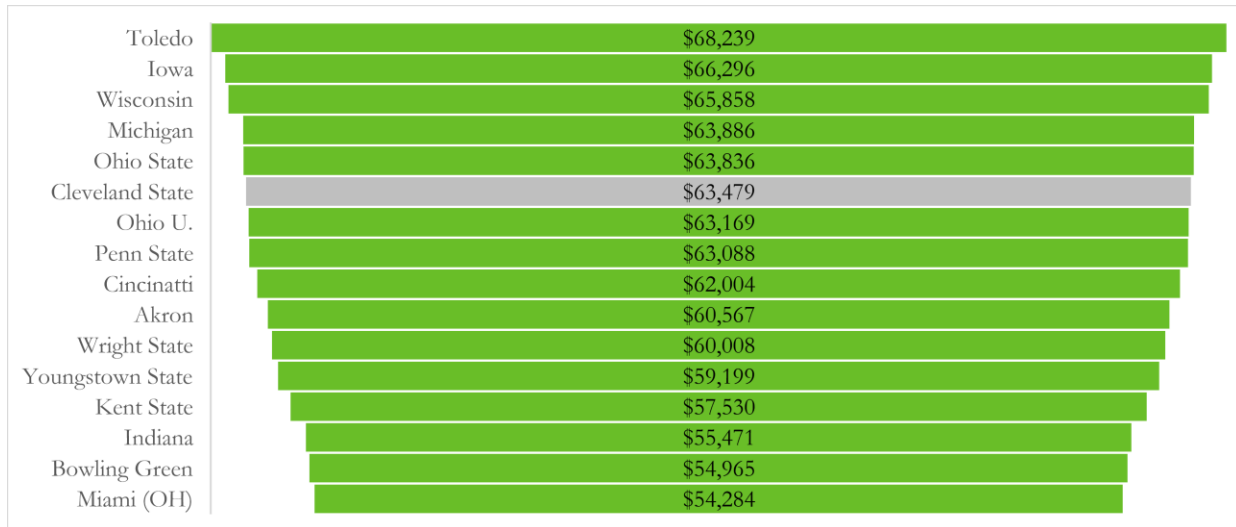 Toledo $68,239
Iowa $66,296
Wisconsin $65,858
Michigan $63,886
Ohio State $63,836
Cleveland State $63,479
Ohio U. $63,169
Penn State $63,088
Cincinatti $62,004
Akron $60,567
Wright State $60,008
Youngstown State $59,199
Kent State $57,530
Indiana $55,471
Bowling Green $54,965
Miami (OH) $54,284